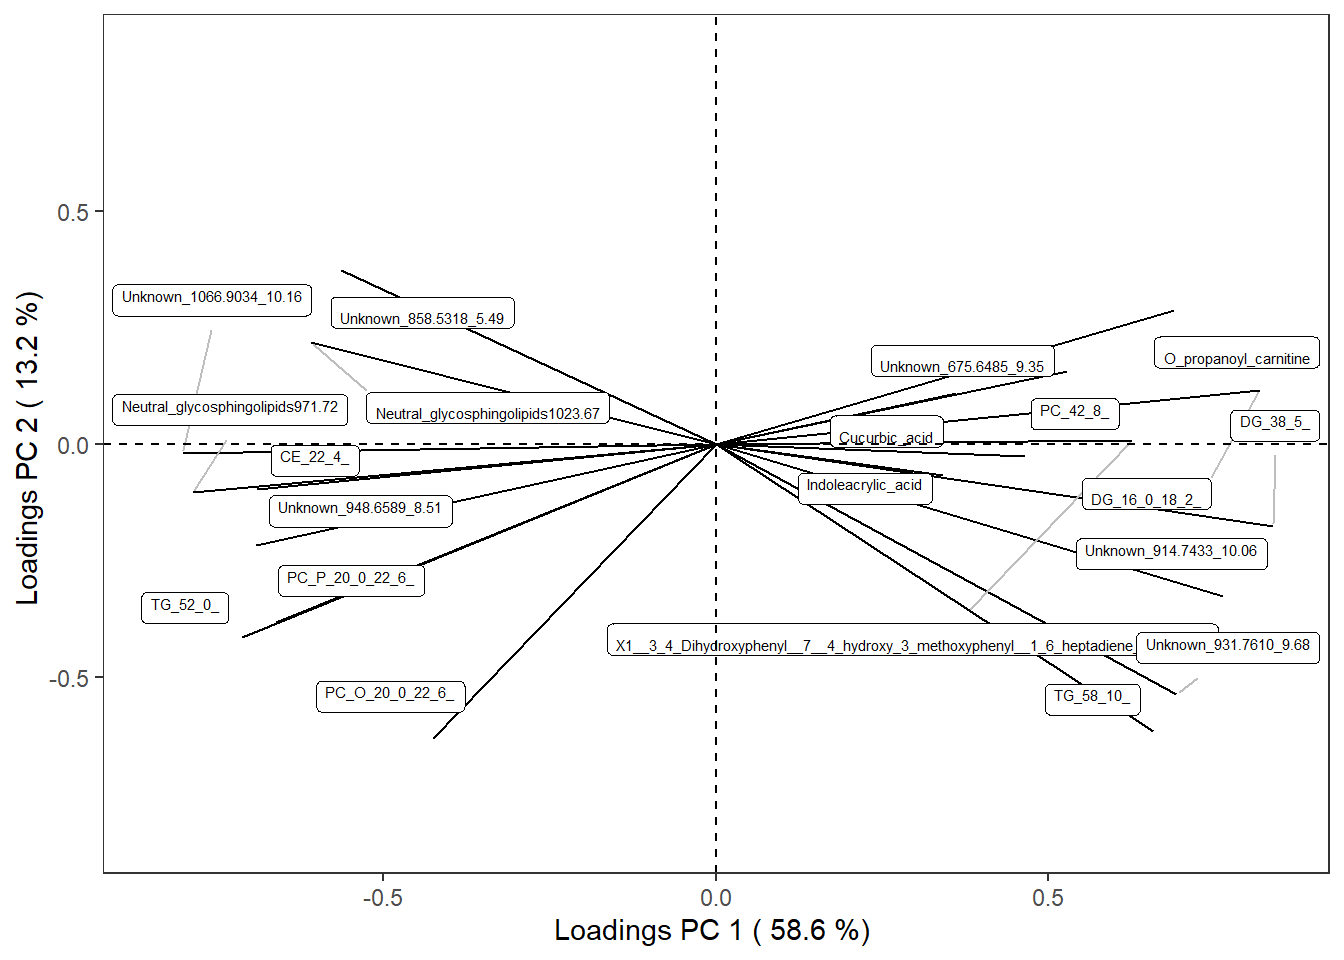 0.5
0.0
-0.5
Loadings PC 2 ( 13.2 %)
Unknown_1066.9034_10.16
Unknown_858.5318_5.49
Unknown_675.6485_9.35
O_propanoyl_carnitine
Neutral_glycosphingolipids971.72
Neutral_glycosphingolipids1023.67
PC_42_8_
DG_38_5_
Cucurbic_acid
CE_22_4_
Indoleacrylic_acid
DG_16_0_18_2_
Unknown_948.6589_8.51
Unknown_914.7433_10.06
PC_P_20_0_22_6_
TG_52_0_
X1__3_4_Dihydroxyphenyl__7__4_hydroxy_3_methoxyphenyl__1_6_heptadiene_
Unknown_931.7610_9.68
PC_O_20_0_22_6_
TG_58_10_
-0.5
0.0
0.5
Loadings PC 1 ( 58.6 %)